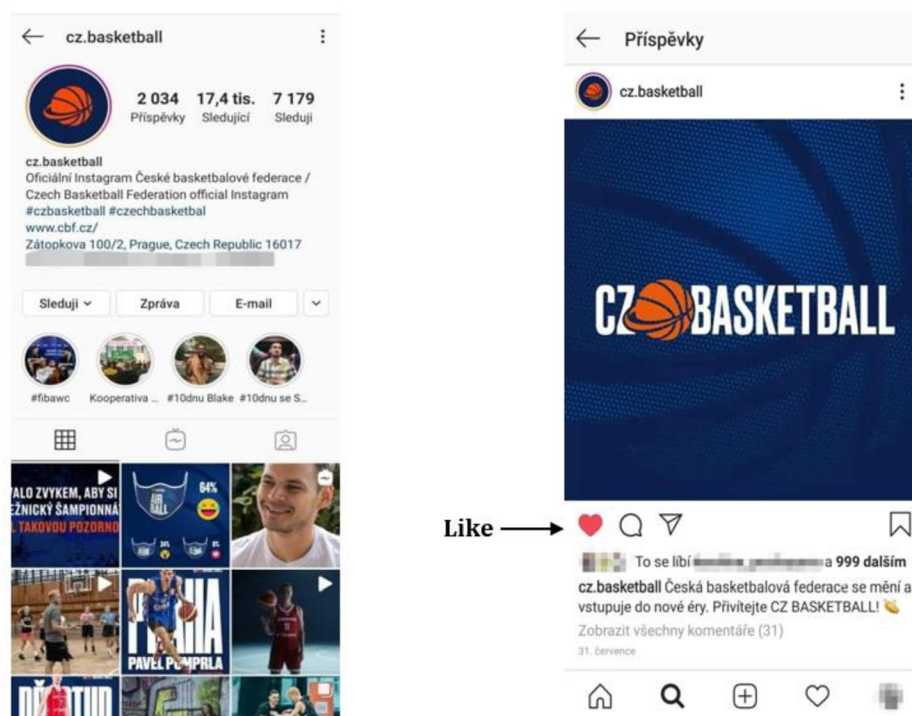 cz.basketball
2 034 17,4 tis. 7 179
Příspěvky Sledující Sleduji
cz.basketball
Oficiální Instagram České basketbalové federace /
Czech Basketball Federation official Instagram
#czbasketball #czechbasketbal
www.cbf.cz/
Zátopkova 100/2, Prague, Czech Republic 16017
Sleduji Zpráva E-mail
#fibawc Kooperativa ... #10dnu Blake #10dnu se S...
ALO ZVYKEM, ABY SI
EŽNICKÝ ŠAMPIONNÁ
TAKOVOU POZORNO
AIR
BALL
64%
PAVEL PUMPRLA
Příspěvky
cz.basketball
CZ BASKETBALL
Like
To se líbí a 999 dalším
cz.basketball Česká basketbalová federace se mění a
vstupuje do nové éry. Přivítejte CZ BASKETBALL!
Zobrazit všechny komentáře (31)
31. července